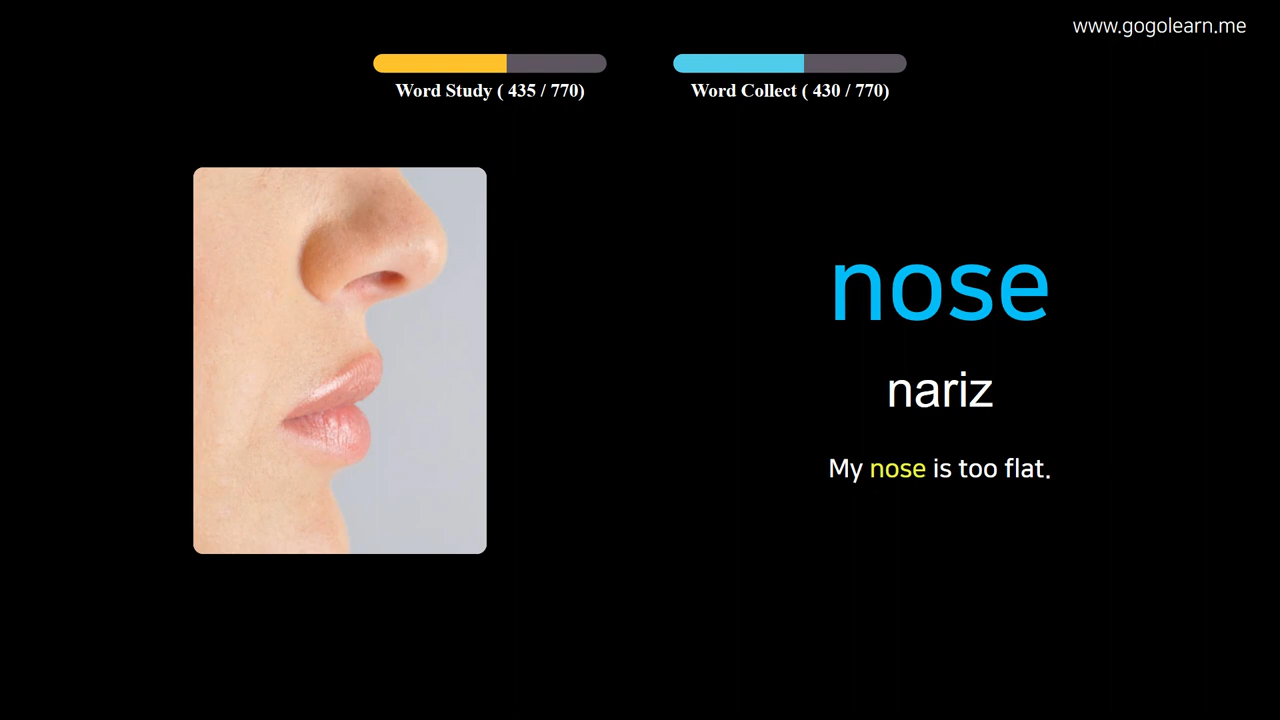 www.gogolearn.me
Word Study ( 435 / 770)
Word Collect ( 430 / 770)
nose
nariz
My nose is too flat.